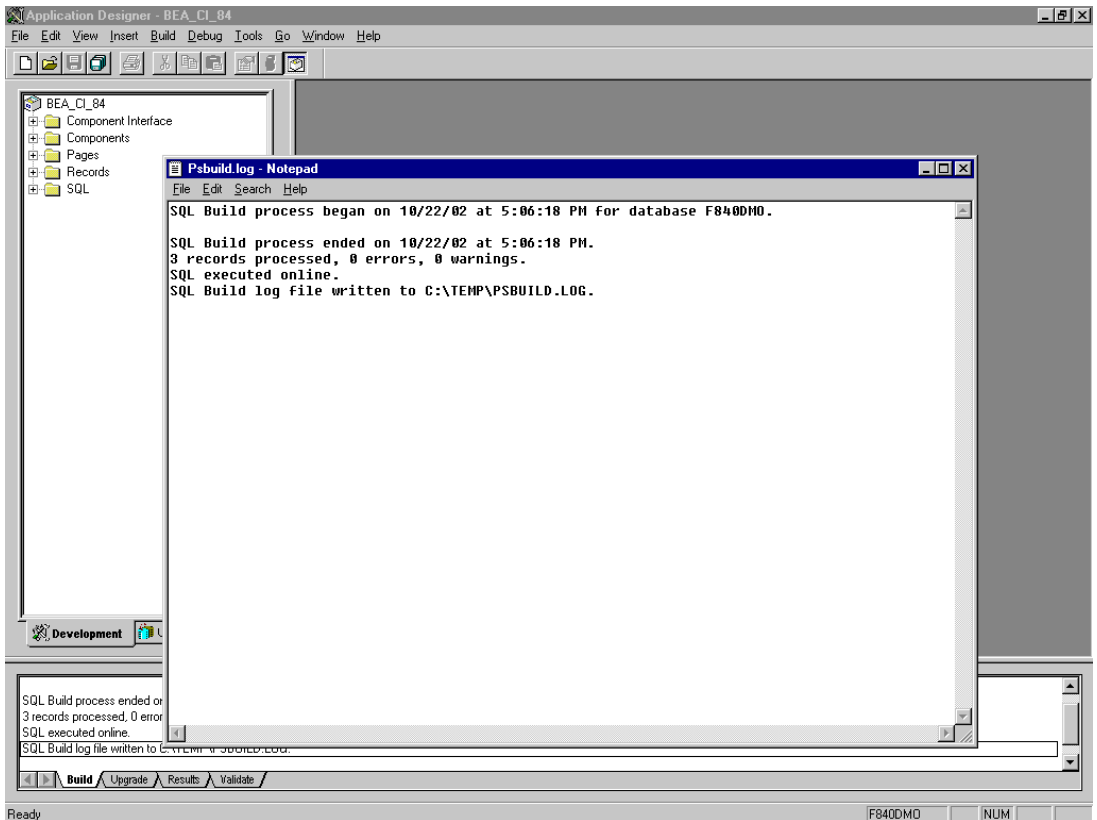 Application Designer - BEA_CI_84
File Edit View Insert Build Debug Tools Go Window Help
BEA_CI_84
Component Interface
Components
Pages
Records
SQL
Psbuild.log - Notepad
File Edit Search Help
SQL Build process began on 10/22/02 at 5:06:18 PM for database F840DMO.
SQL Build process ended on 10/22/02 at 5:06:18 PM.
3 records processed, 0 errors, 0 warnings.
SQL executed online.
SQL Build log file written to C:\TEMP\PSBUILD.LOG.
Development U
SQL Build process ended on
3 records processed, 0 error
SQL executed online.
SQL Build log file written to C:\TEMP\PSBUILD.LOG.
Build Upgrade Results Validate
Ready F840DMO NUM